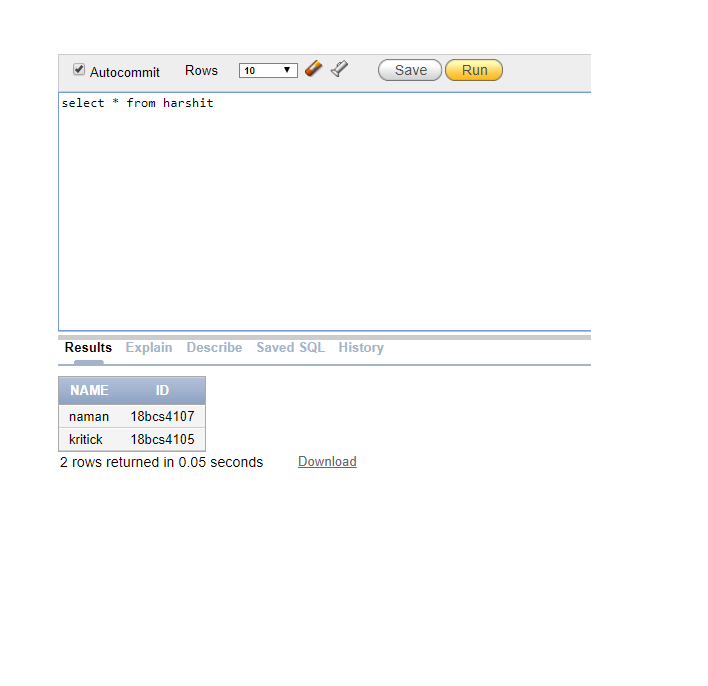 Autocommit Rows 10 Save Run
select * from harshit
Results Explain Describe Saved SQL History
NAME ID
naman 18bcs4107
kritick 18bcs4105
2 rows returned in 0.05 seconds Download